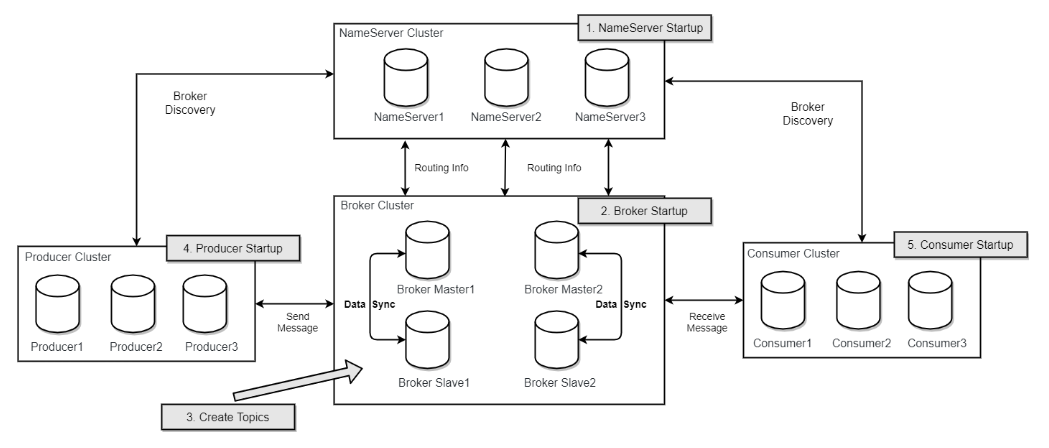 1. NameServer Startup
NameServer Cluster
NameServer1
NameServer2
NameServer3
Broker
Discovery
Broker
Discovery
Routing Info
Routing Info
Broker Cluster
2. Broker Startup
4. Producer Startup
Producer Cluster
Producer1
Producer2
Producer3
Send
Message
Broker Master1
Broker Master2
Data Sync
Data Sync
Broker Slave1
Broker Slave2
Receive
Message
5. Consumer Startup
Consumer Cluster
Consumer1
Consumer2
Consumer3
3. Create Topics